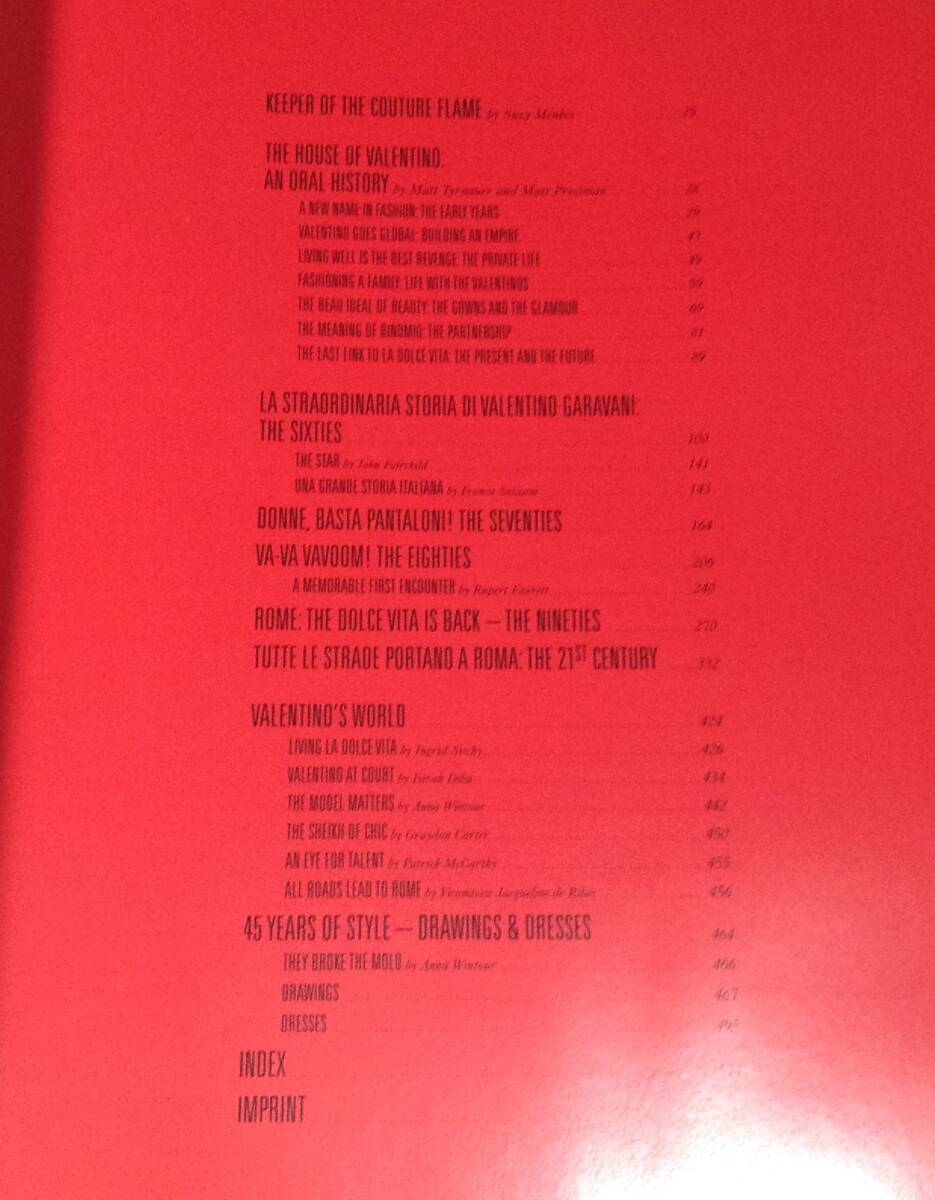 KEEPER OF THE COUTURE FLAME by Suzy Menkes
THE HOUSE OF VALENTINO:
AN ORAL HISTORY by Matt Tyrnauer and Matt Pressman
A NEW NAME IN FASHION: THE EARLY YEARS 29
VALENTINO GOES GLOBAL: BUILDING AN EMPIRE
LIVING WELL IS THE BEST REVENGE: THE PRIVATE LIFE 49
FASHIONING A FAMILY: LIFE WITH THE VALENTINOS
THE BEAU IDEAL OF BEAUTY: THE GOWNS AND THE GLAMOUR 69
THE MEANING OF BINOMIO: THE PARTNERSHIP 81
THE LAST LINK TO LA DOLCE VITA: THE PRESENT AND THE FUTURE 89
LA STRAORDINARIA STORIA DI VALENTINO GARAVANI:
THE SIXTIES 100
THE STAR by John Fairchild 141
UNA GRANDE STORIA ITALIANA by Franca Sozzani 143
DONNE, BASTA PANTALONI! THE SEVENTIES 164
VA-VA VAVOOM! THE EIGHTIES 206
A MEMORABLE FIRST ENCOUNTER by Rupert Everett 240
ROME: THE DOLCE VITA IS BACK – THE NINETIES 270
TUTTE LE STRADE PORTANO A ROMA: THE 21ST CENTURY 332
VALENTINO'S WORLD 424
LIVING LA DOLCE VITA by Ingrid Sischy 426
VALENTINO AT COURT by Farah Diba 434
THE MODEL MATTERS by Anna Wintour 442
THE SHEIKH OF CHIC by Graydon Carter 450
AN EYE FOR TALENT by Patrick McCarthy 455
ALL ROADS LEAD TO ROME by Vicomtesse Jacqueline de Ribes 456
45 YEARS OF STYLE – DRAWINGS & DRESSES 464
THEY BROKE THE MOLD by Anna Wintour 466
DRAWINGS 467
DRESSES
INDEX
IMPRINT